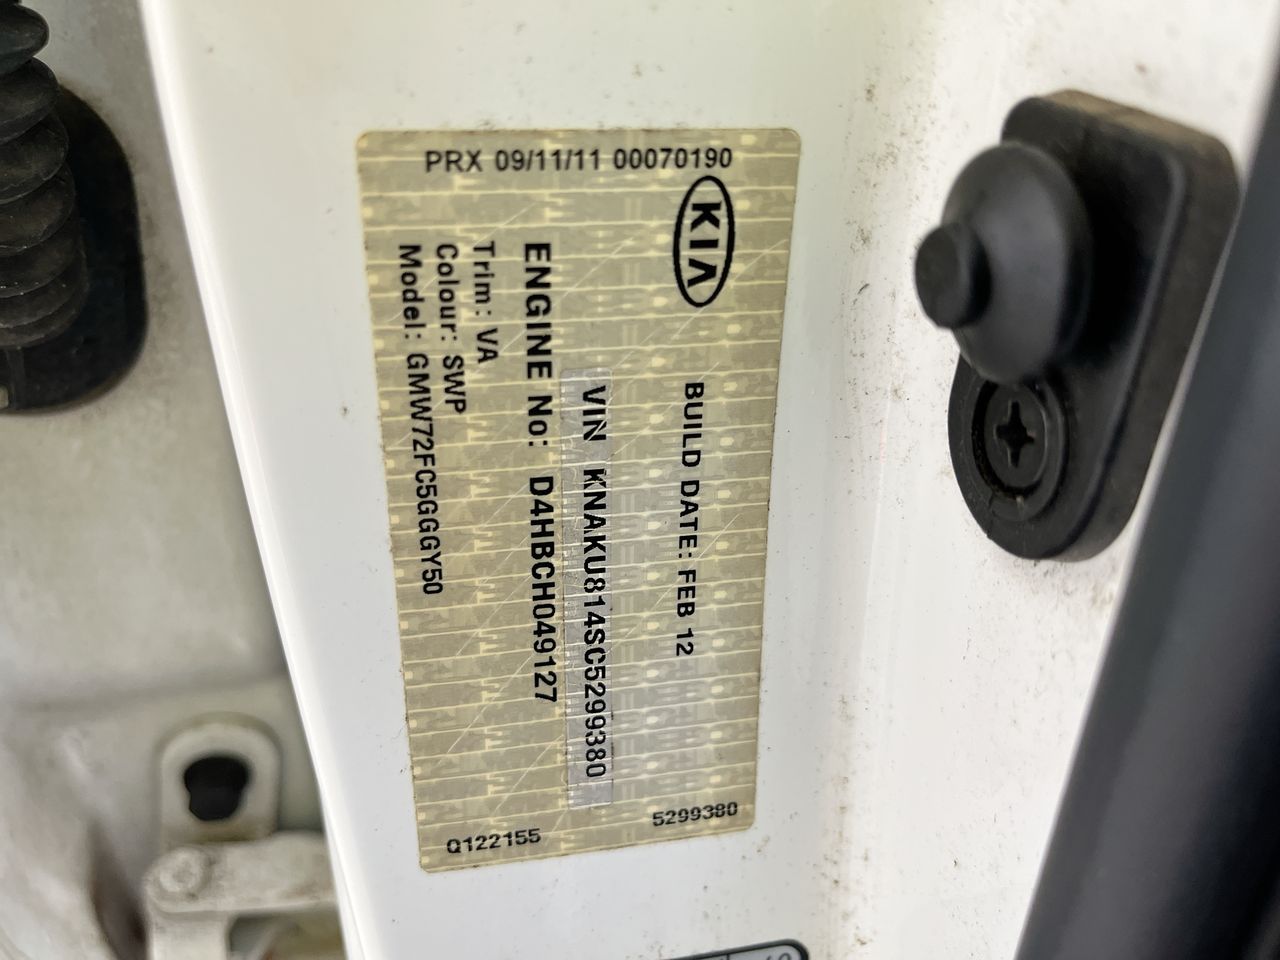 PRX 09/11/11 00070190
KIA
BUILD DATE: FEB 12
VIN KNAKU814SC5299380
ENGINE No: D4HBCH049127
Trim: VA
Colour: SWP
Model: GMW72FC5GGGY50
5299380
Q122155